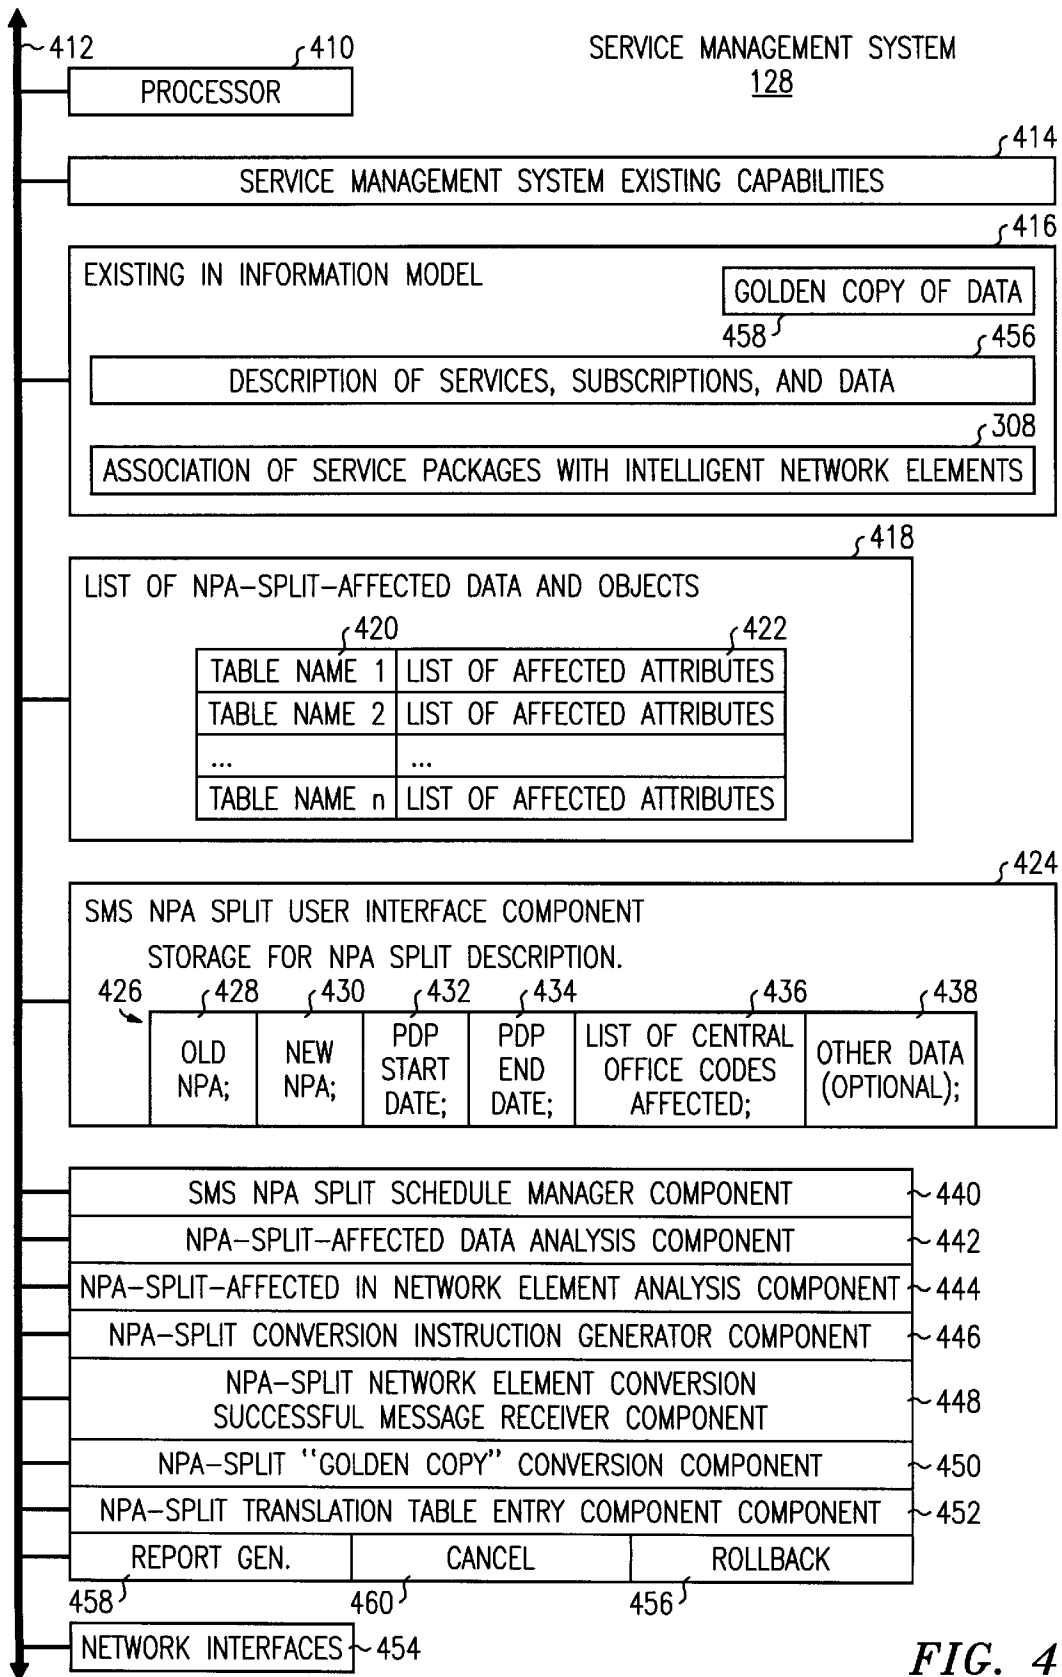 412
410
SERVICE MANAGEMENT SYSTEM
128
PROCESSOR
414
SERVICE MANAGEMENT SYSTEM EXISTING CAPABILITIES
416
EXISTING IN INFORMATION MODEL
GOLDEN COPY OF DATA
458
456
DESCRIPTION OF SERVICES, SUBSCRIPTIONS, AND DATA
308
ASSOCIATION OF SERVICE PACKAGES WITH INTELLIGENT NETWORK ELEMENTS
418
LIST OF NPA-SPLIT-AFFECTED DATA AND OBJECTS
420 422
TABLE NAME 1 LIST OF AFFECTED ATTRIBUTES
TABLE NAME 2 LIST OF AFFECTED ATTRIBUTES
... ...
TABLE NAME n LIST OF AFFECTED ATTRIBUTES
424
SMS NPA SPLIT USER INTERFACE COMPONENT
STORAGE FOR NPA SPLIT DESCRIPTION.
426 428 430 432 434 436 438
OLD
NPA;
NEW
NPA;
PDP
START
DATE;
PDP
END
DATE;
LIST OF CENTRAL
OFFICE CODES
AFFECTED;
OTHER DATA
(OPTIONAL);
SMS NPA SPLIT SCHEDULE MANAGER COMPONENT 440
NPA-SPLIT-AFFECTED DATA ANALYSIS COMPONENT 442
NPA-SPLIT-AFFECTED IN NETWORK ELEMENT ANALYSIS COMPONENT 444
NPA-SPLIT CONVERSION INSTRUCTION GENERATOR COMPONENT 446
NPA-SPLIT NETWORK ELEMENT CONVERSION
SUCCESSFUL MESSAGE RECEIVER COMPONENT 448
NPA-SPLIT "GOLDEN COPY" CONVERSION COMPONENT 450
NPA-SPLIT TRANSLATION TABLE ENTRY COMPONENT COMPONENT 452
REPORT GEN. CANCEL ROLLBACK
458 460 456
NETWORK INTERFACES 454
FIG. 4